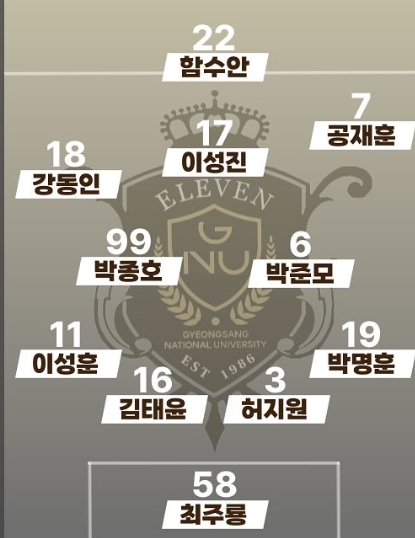 22
함수안
7
공재훈
17
이성진
18
강동인
ELEVEN
GNU
99
박종호
6
박준모
GYEONGSANG
NATIONAL UNIVERSITY
EST 1986
11
이성훈
19
박명훈
16
김태윤
3
허지원
58
최주룡